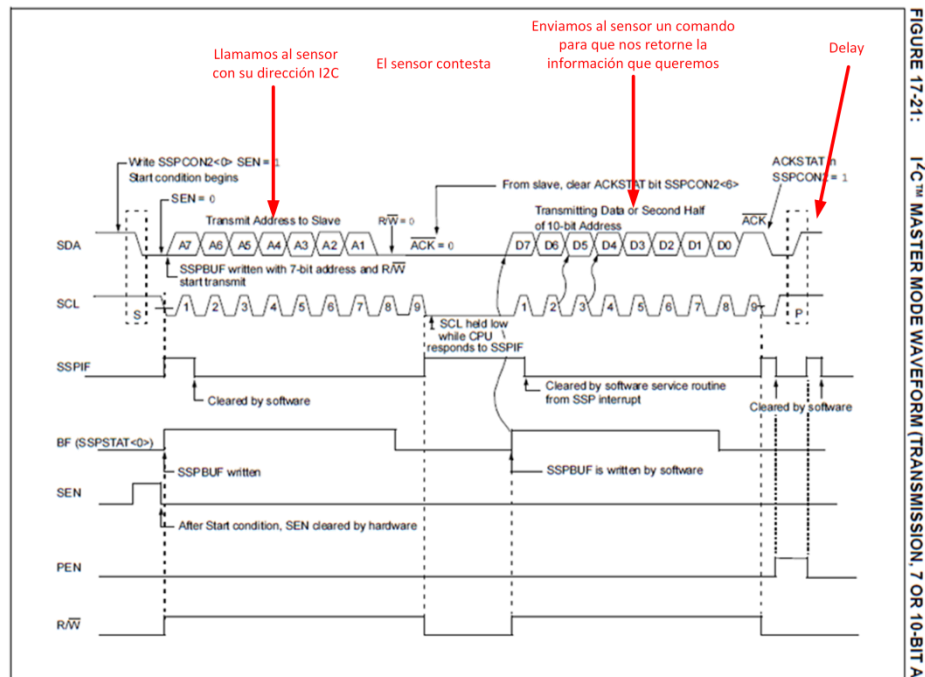 Llamamos al sensor
con su dirección I2C
El sensor contesta
Enviamos al sensor un comando
para que nos retorne la
información que queremos
Delay
FIGURE 17-21: I²C™ MASTER MODE WAVEFORM (TRANSMISSION, 7 OR 10-BIT A
Write SSPCON2<0> SEN = 1
Start condition begins
SEN = 0
Transmit Address to Slave
R/W = 0
From slave, clear ACKSTAT bit SSPCON2<6>
Transmitting Data or Second Half
of 10-bit Address
ACKSTAT in
SSPCON2 = 1
ACK
SDA
A7 A6 A5 A4 A3 A2 A1
ACK = 0
D7 D6 D5 D4 D3 D2 D1 D0
SSPBUF written with 7-bit address and R/W
start transmit
SCL
S
1 2 3 4 5 6 7 8 9
1 2 3 4 5 6 7 8 9
P
SCL held low
while CPU
responds to SSPIF
SSPIF
Cleared by software
Cleared by software service routine
from SSP interrupt
Cleared by software
BF (SSPSTAT<0>)
SSPBUF written
SSPBUF is written by software
SEN
After Start condition, SEN cleared by hardware
PEN
R/W